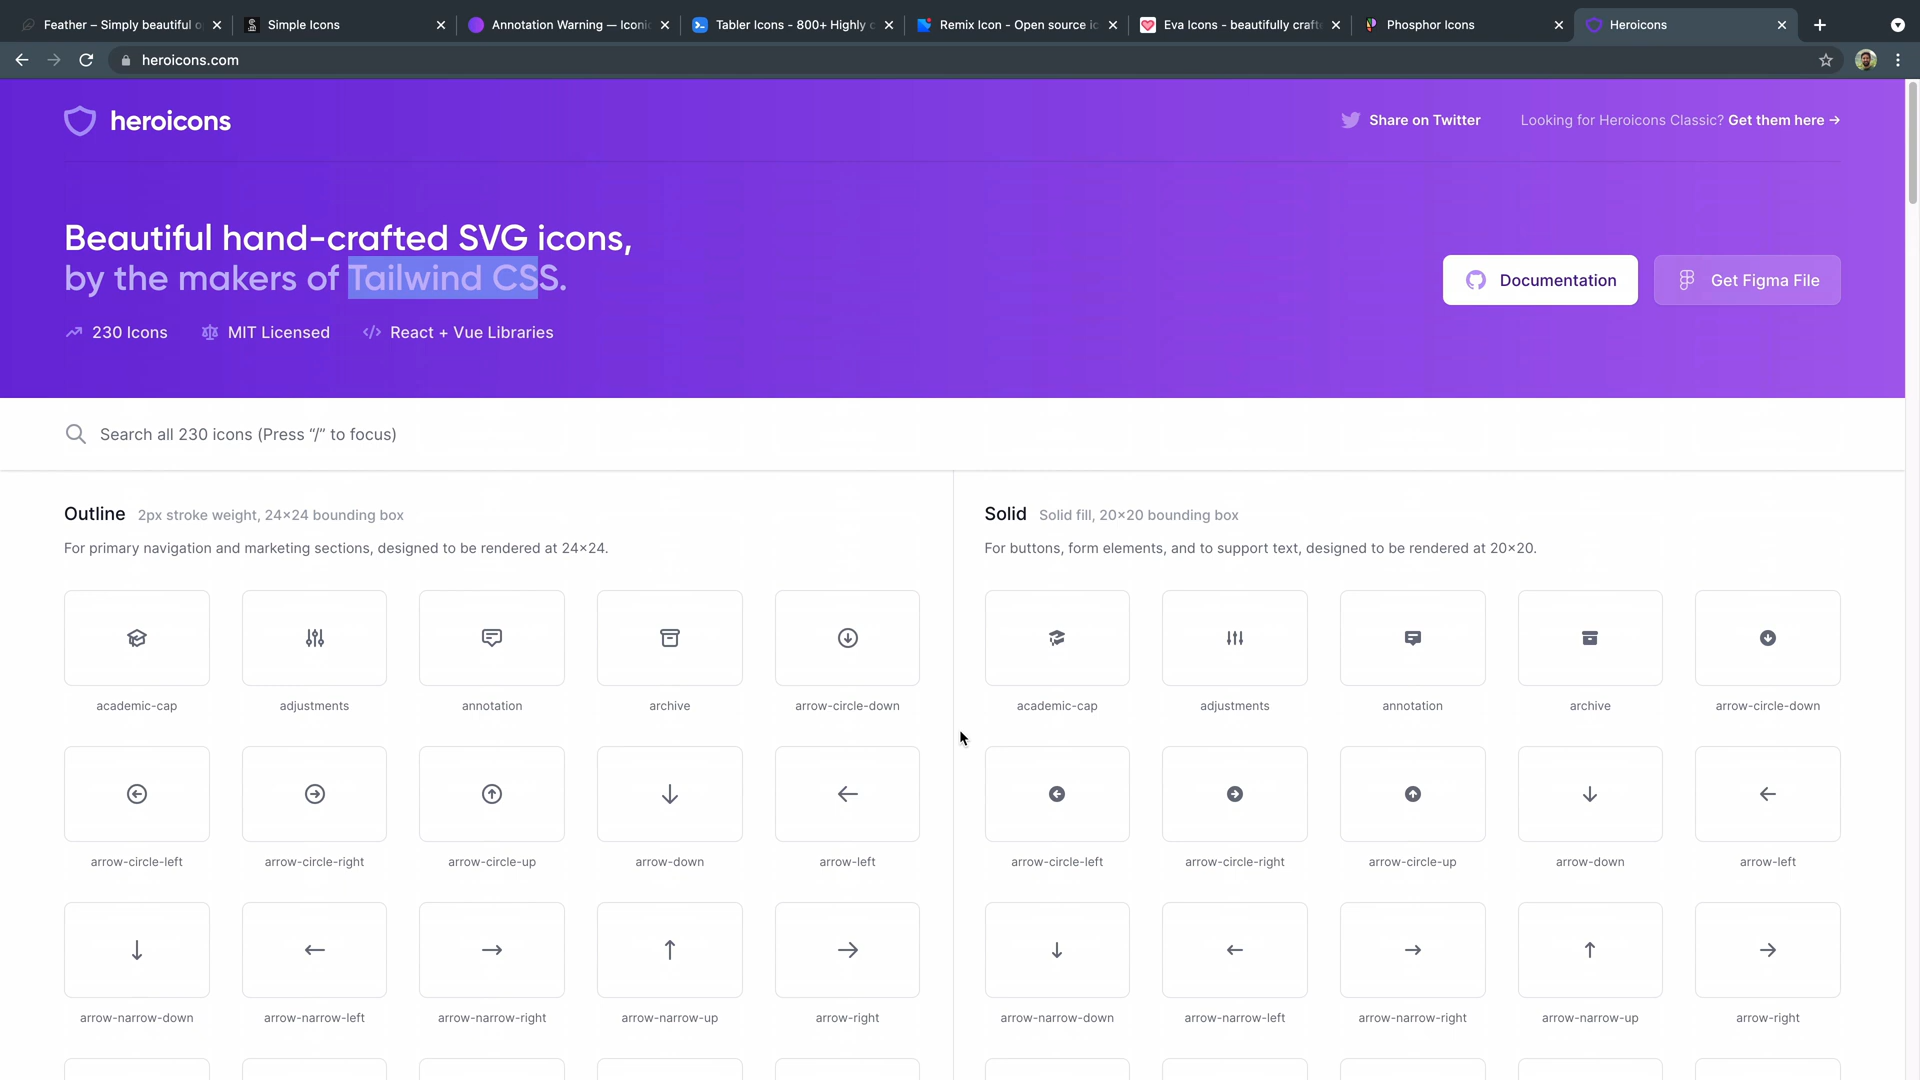 Feather – Simply beautiful o
Simple Icons
Annotation Warning — Iconic
Tabler Icons - 800+ Highly c
Remix Icon - Open source ic
Eva Icons - beautifully crafte
Phosphor Icons
Heroicons
heroicons.com
heroicons
Share on Twitter
Looking for Heroicons Classic? Get them here →
Beautiful hand-crafted SVG icons,
by the makers of Tailwind CSS.
Documentation
Get Figma File
230 Icons
MIT Licensed
React + Vue Libraries
Search all 230 icons (Press “/” to focus)
Outline 2px stroke weight, 24×24 bounding box
For primary navigation and marketing sections, designed to be rendered at 24×24.
academic-cap
adjustments
annotation
archive
arrow-circle-down
arrow-circle-left
arrow-circle-right
arrow-circle-up
arrow-down
arrow-left
arrow-narrow-down
arrow-narrow-left
arrow-narrow-right
arrow-narrow-up
arrow-right
Solid Solid fill, 20×20 bounding box
For buttons, form elements, and to support text, designed to be rendered at 20×20.
academic-cap
adjustments
annotation
archive
arrow-circle-down
arrow-circle-left
arrow-circle-right
arrow-circle-up
arrow-down
arrow-left
arrow-narrow-down
arrow-narrow-left
arrow-narrow-right
arrow-narrow-up
arrow-right